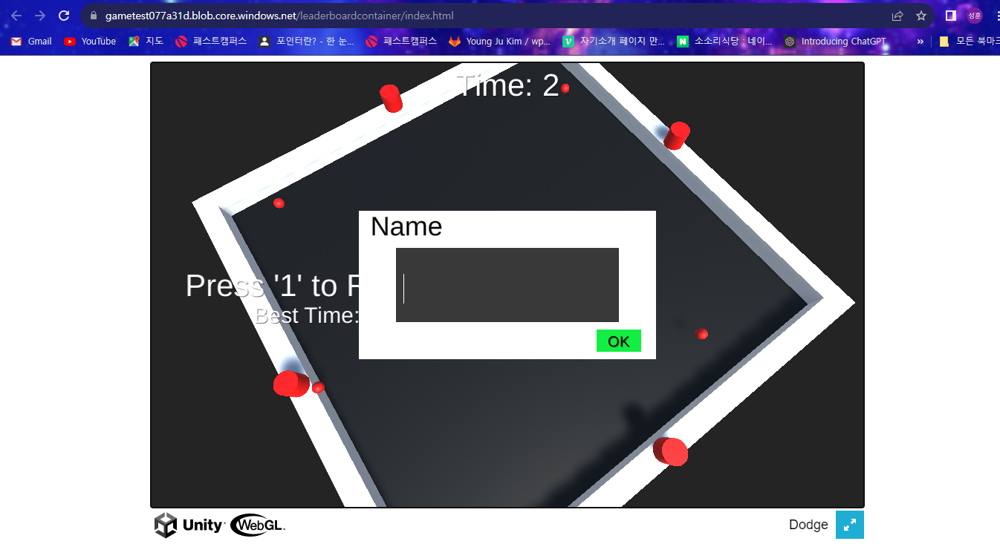 gametest077a31d.blob.core.windows.net/leaderboardcontainer/index.html
성훈
Gmail
YouTube
지도
패스트캠퍼스
포인터란? - 한 눈...
패스트캠퍼스
Young Ju Kim / wp...
자기소개 페이지 만...
소소리식당 : 네이...
Introducing ChatGPT
»
모든 북마크
Time: 2
Name
Press '1' to R
Best Time:
OK
Unity
WebGL
Dodge